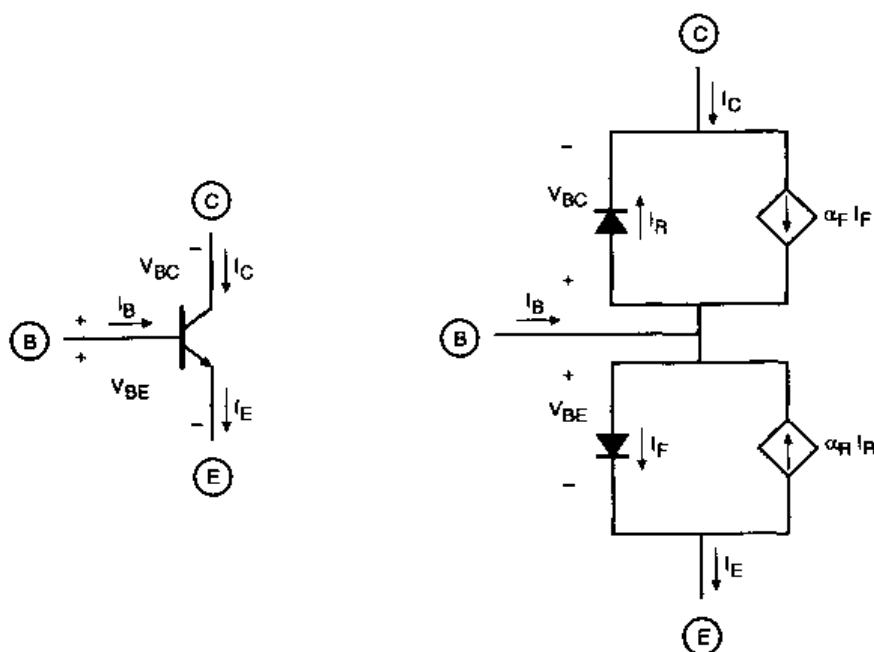 C
−
V_BC
I_C
I_B
+
B
+
V_BE
I_E
−
E
C
I_C
−
V_BC
I_R
α_F I_F
+
I_B
B
+
V_BE
I_F
α_R I_R
−
I_E
E